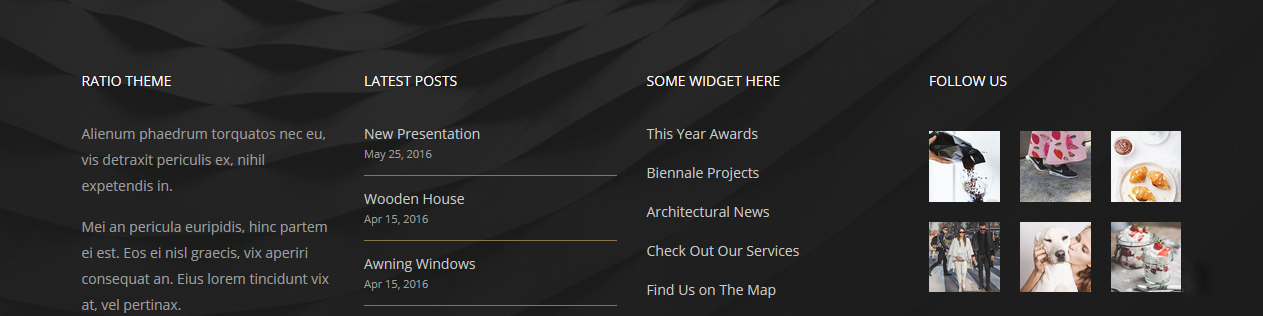 RATIO THEME
Alienum phaedrum torquatos nec eu,
vis detraxit periculis ex, nihil
expetendis in.
Mei an pericula euripidis, hinc partem
ei est. Eos ei nisl graecis, vix aperiri
consequat an. Eius lorem tincidunt vix
at, vel pertinax.
LATEST POSTS
New Presentation
May 25, 2016
Wooden House
Apr 15, 2016
Awning Windows
Apr 15, 2016
SOME WIDGET HERE
This Year Awards
Biennale Projects
Architectural News
Check Out Our Services
Find Us on The Map
FOLLOW US